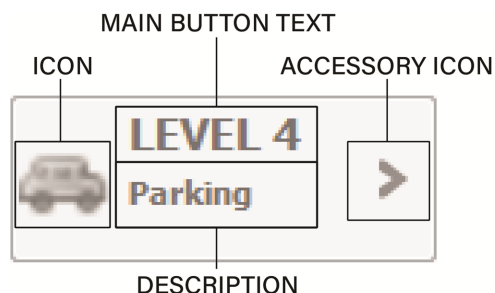 MAIN BUTTON TEXT
ICON
ACCESSORY ICON
LEVEL 4
Parking
>
DESCRIPTION